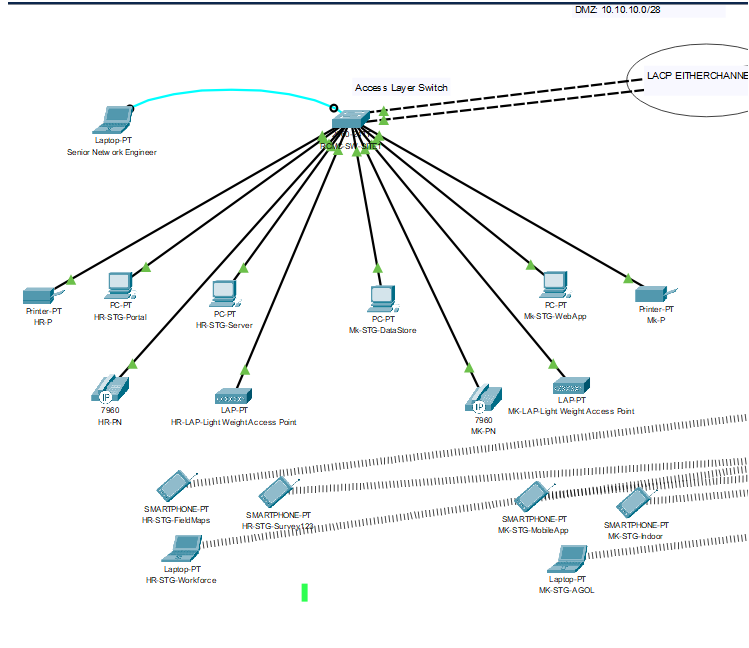 DMZ: 10.10.10.0/28
LACP EITHERCHANNE
Access Layer Switch
Laptop-PT
Senior Network Engineer
Printer-PT
HR-P
PC-PT
HR-STG-Portal
PC-PT
HR-STG-Server
PC-PT
Mk-STG-DataStore
PC-PT
Mk-STG-WebApp
Printer-PT
Mk-P
IP
7960
HR-PN
LAP-PT
HR-LAP-Light Weight Access Point
IP
7960
MK-PN
LAP-PT
MK-LAP-Light Weight Access Point
SMARTPHONE-PT
HR-STG-FieldMaps
SMARTPHONE-PT
HR-STG-Survey123
Laptop-PT
HR-STG-Workforce
SMARTPHONE-PT
MK-STG-MobileApp
SMARTPHONE-PT
MK-STG-Indoor
Laptop-PT
MK-STG-AGOL